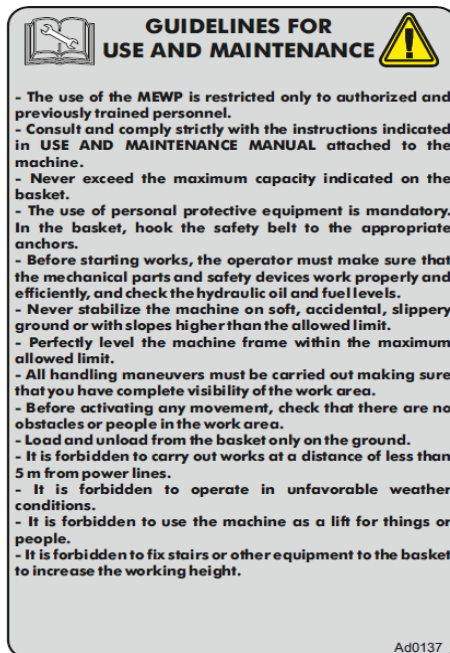 GUIDELINES FOR
USE AND MAINTENANCE
- The use of the MEWP is restricted only to authorized and
previously trained personnel.
- Consult and comply strictly with the instructions indicated
in USE AND MAINTENANCE MANUAL attached to the
machine.
- Never exceed the maximum capacity indicated on the
basket.
- The use of personal protective equipment is mandatory.
In the basket, hook the safety belt to the appropriate
anchors.
- Before starting works, the operator must make sure that
the mechanical parts and safety devices work properly and
efficiently, and check the hydraulic oil and fuel levels.
- Never stabilize the machine on soft, accidental, slippery
ground or with slopes higher than the allowed limit.
- Perfectly level the machine frame within the maximum
allowed limit.
- All handling maneuvers must be carried out making sure
that you have complete visibility of the work area.
- Before activating any movement, check that there are no
obstacles or people in the work area.
- Load and unload from the basket only on the ground.
- It is forbidden to carry out works at a distance of less than
5 m from power lines.
- It is forbidden to operate in unfavorable weather
conditions.
- It is forbidden to use the machine as a lift for things or
people.
- It is forbidden to fix stairs or other equipment to the basket
to increase the working height.
Ad0137